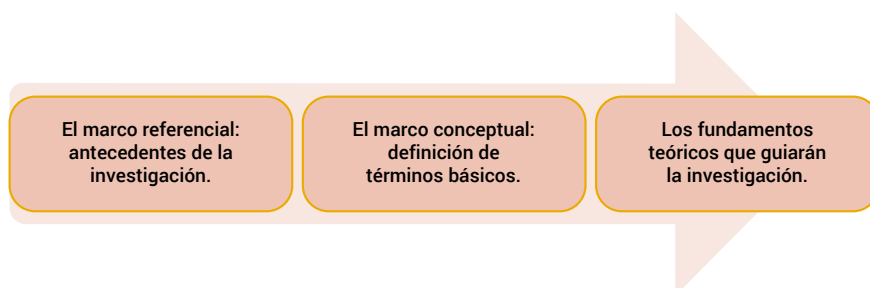 El marco referencial:
antecedentes de la
investigación.
El marco conceptual:
definición de
términos básicos.
Los fundamentos
teóricos que guiarán
la investigación.